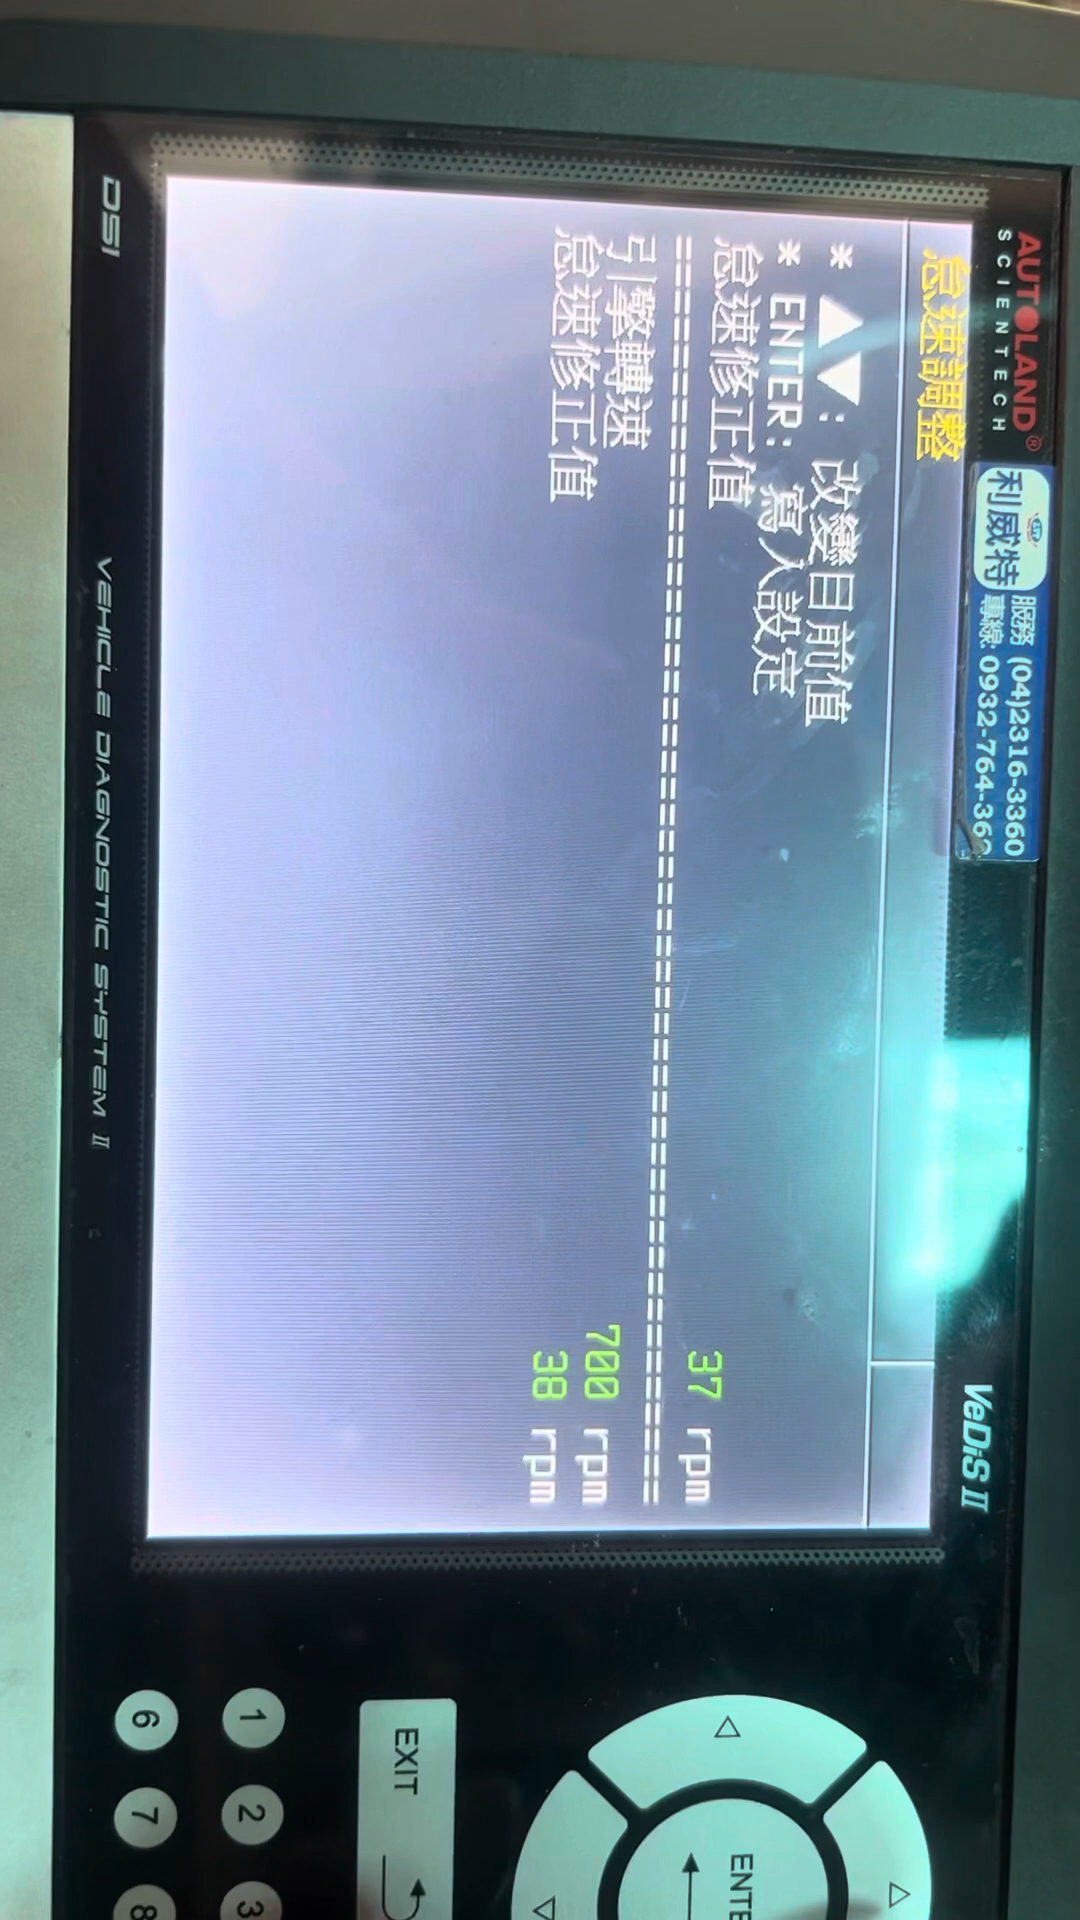 AUTOLAND®
SCIENTECH
利威特
服務 (04)2316-3360
專線: 0932-764-362
VeDiS II
怠速調整
* ▲▼: 改變目前值
* ENTER: 寫入設定
怠速修正值 37 rpm
==================================================
引擎轉速 700 rpm
怠速修正值 38 rpm
DSI VEHICLE DIAGNOSTIC SYSTEM II
EXIT
1 2 3
6 7 8